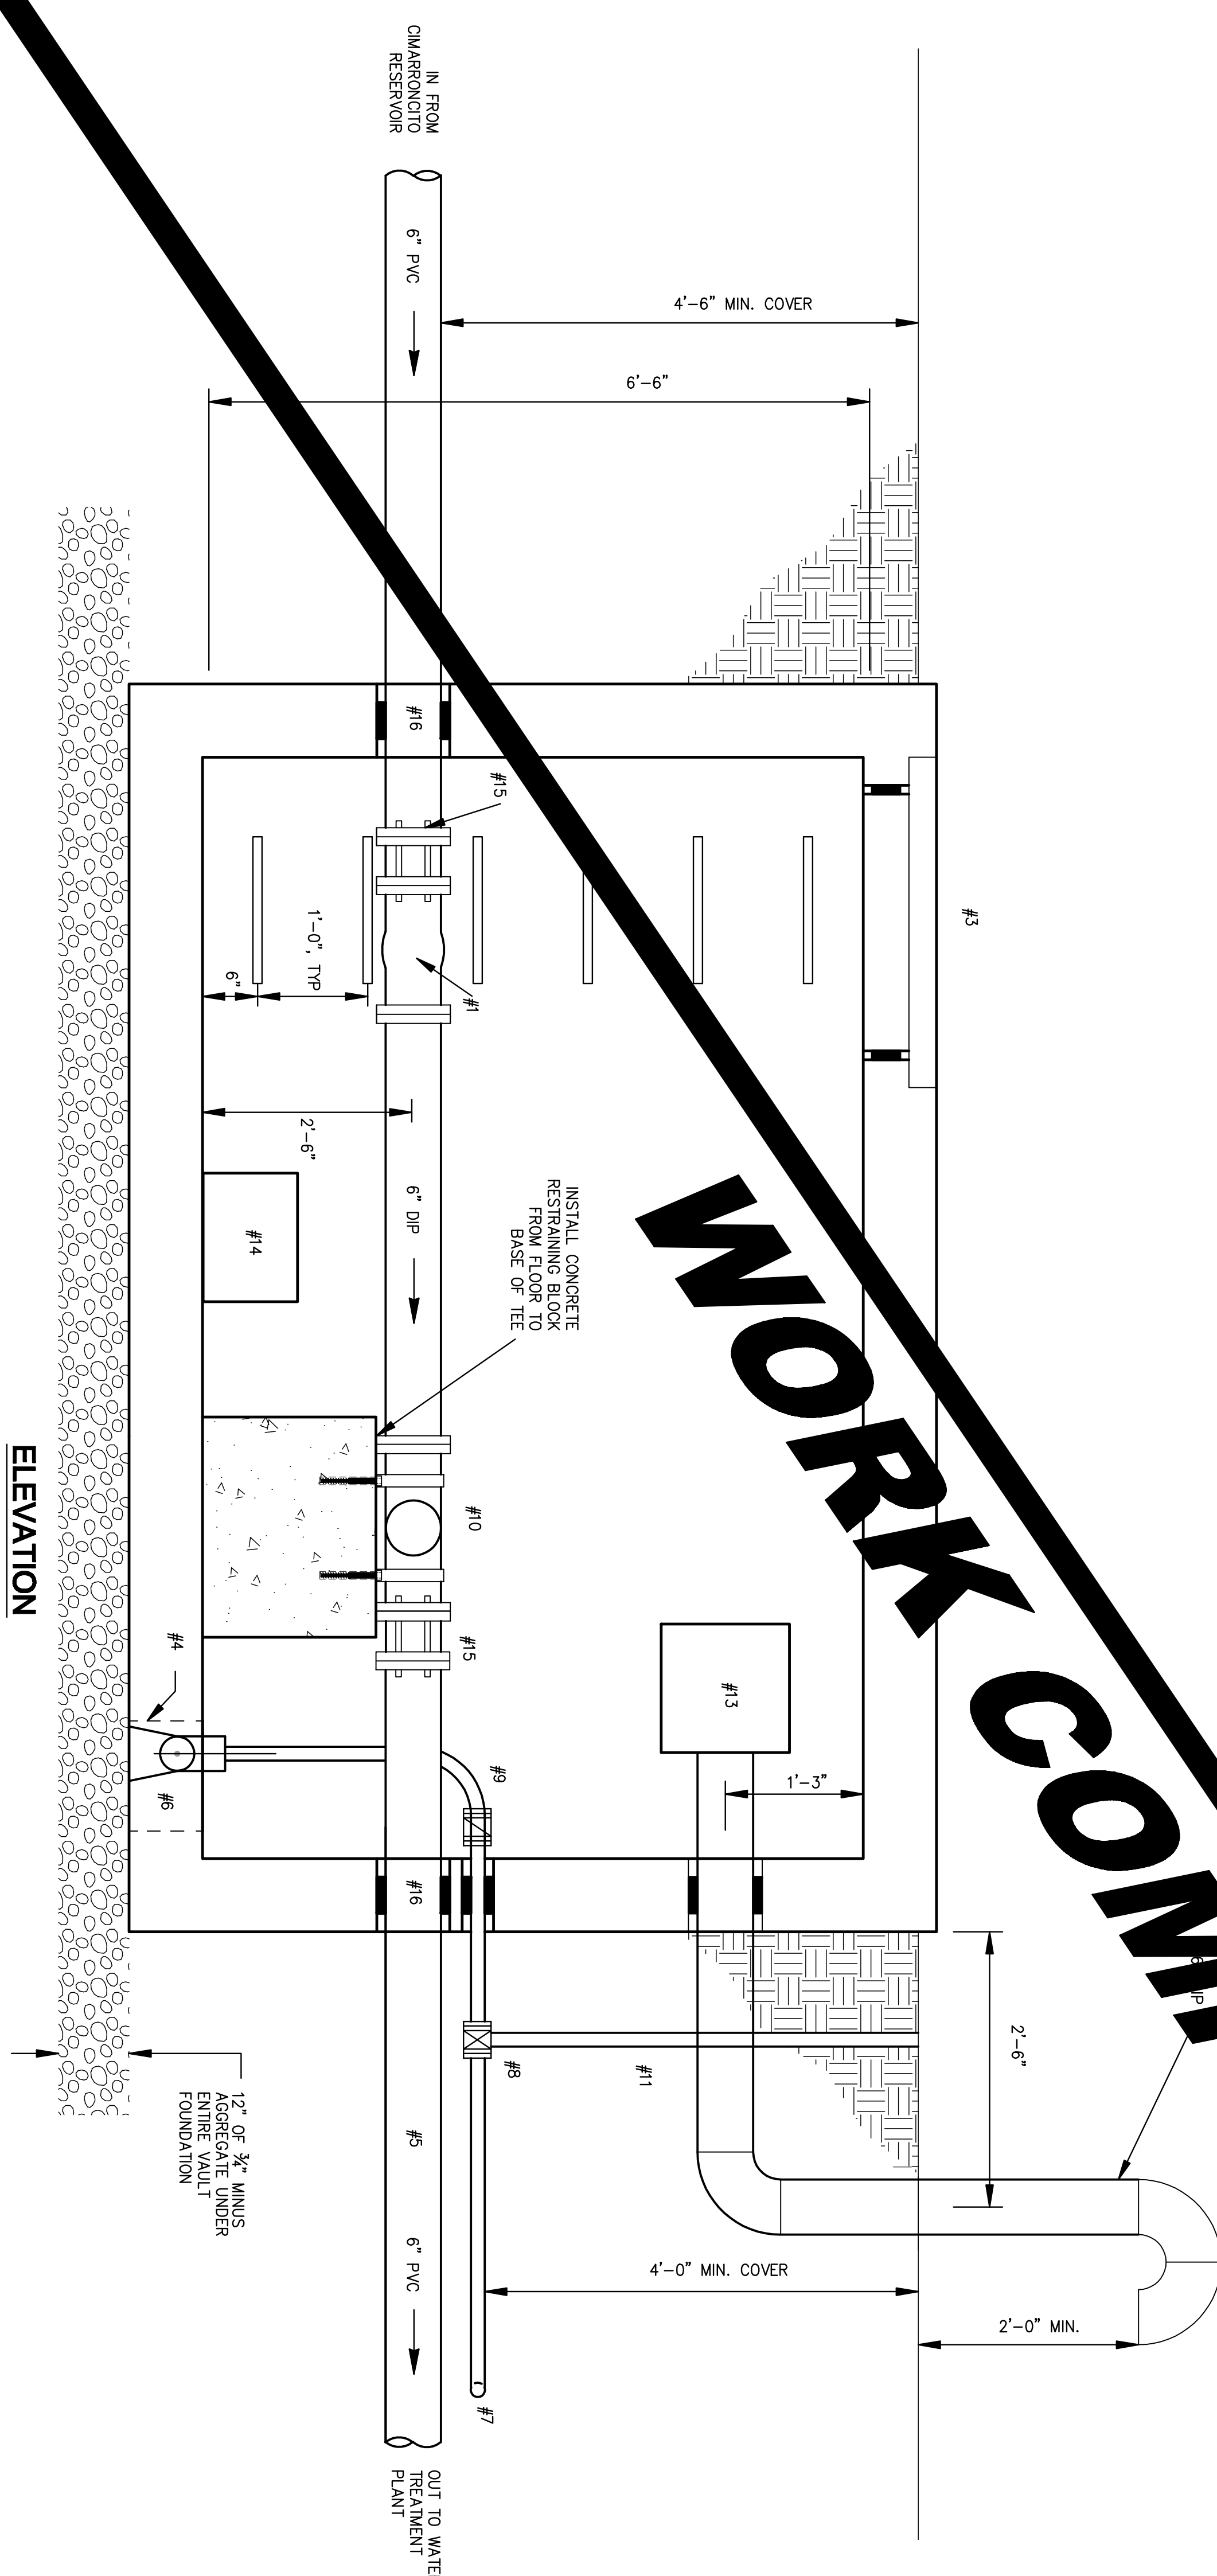 IN FROM
CIMARRONCITO
RESERVOIR
6" PVC
4'-6" MIN. COVER
6'-6"
#16
#15
#3
#1
1'-0", TYP
6"
2'-6"
#14
6" DIP
INSTALL CONCRETE
RESTRAINING BLOCK
FROM FLOOR TO
BASE OF TEE
WORK COM
#10
#15
#13
1'-3"
#4
#6
#9
#16
#8
#11
2'-6"
#5
6" PVC
#7
4'-0" MIN. COVER
2'-0" MIN.
12" OF ¾" MINUS
AGGREGATE UNDER
ENTIRE VAULT
FOUNDATION
OUT TO WATE
TREATMENT
PLANT
ELEVATION